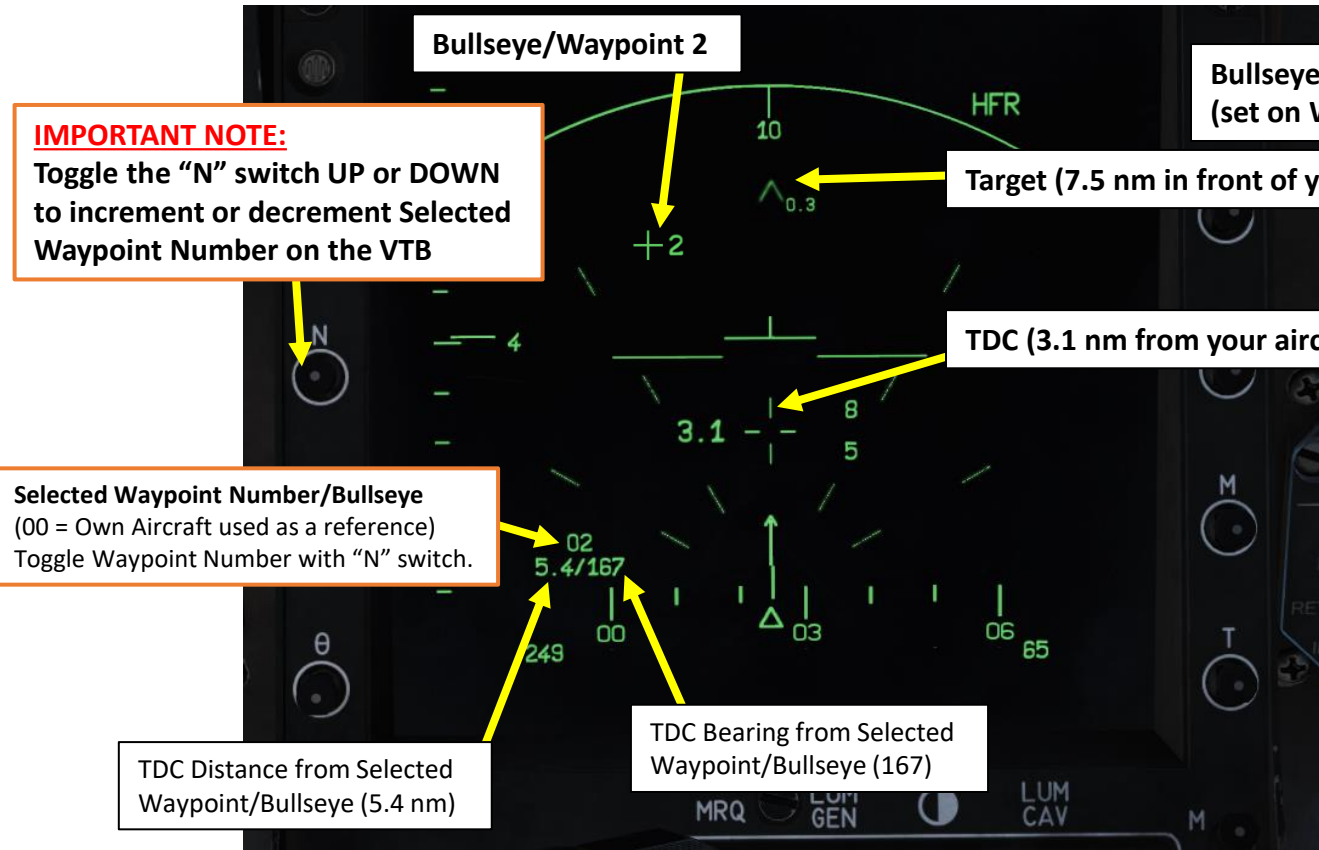 Bullseye/Waypoint 2
Bullseye
(set on
HFR
IMPORTANT NOTE:
Toggle the “N” switch UP or DOWN
to increment or decrement Selected
Waypoint Number on the VTB
10
Target (7.5 nm in front of
0.3
2
N
4
TDC (3.1 nm from your
8
3.1
5
Selected Waypoint Number/Bullseye
(00 = Own Aircraft used as a reference)
Toggle Waypoint Number with “N” switch.
M
02
5.4/167
00
03
06
θ
249
65
T
TDC Distance from Selected
Waypoint/Bullseye (5.4 nm)
TDC Bearing from Selected
Waypoint/Bullseye (167)
MRQ
LUM
GEN
LUM
CAV
M